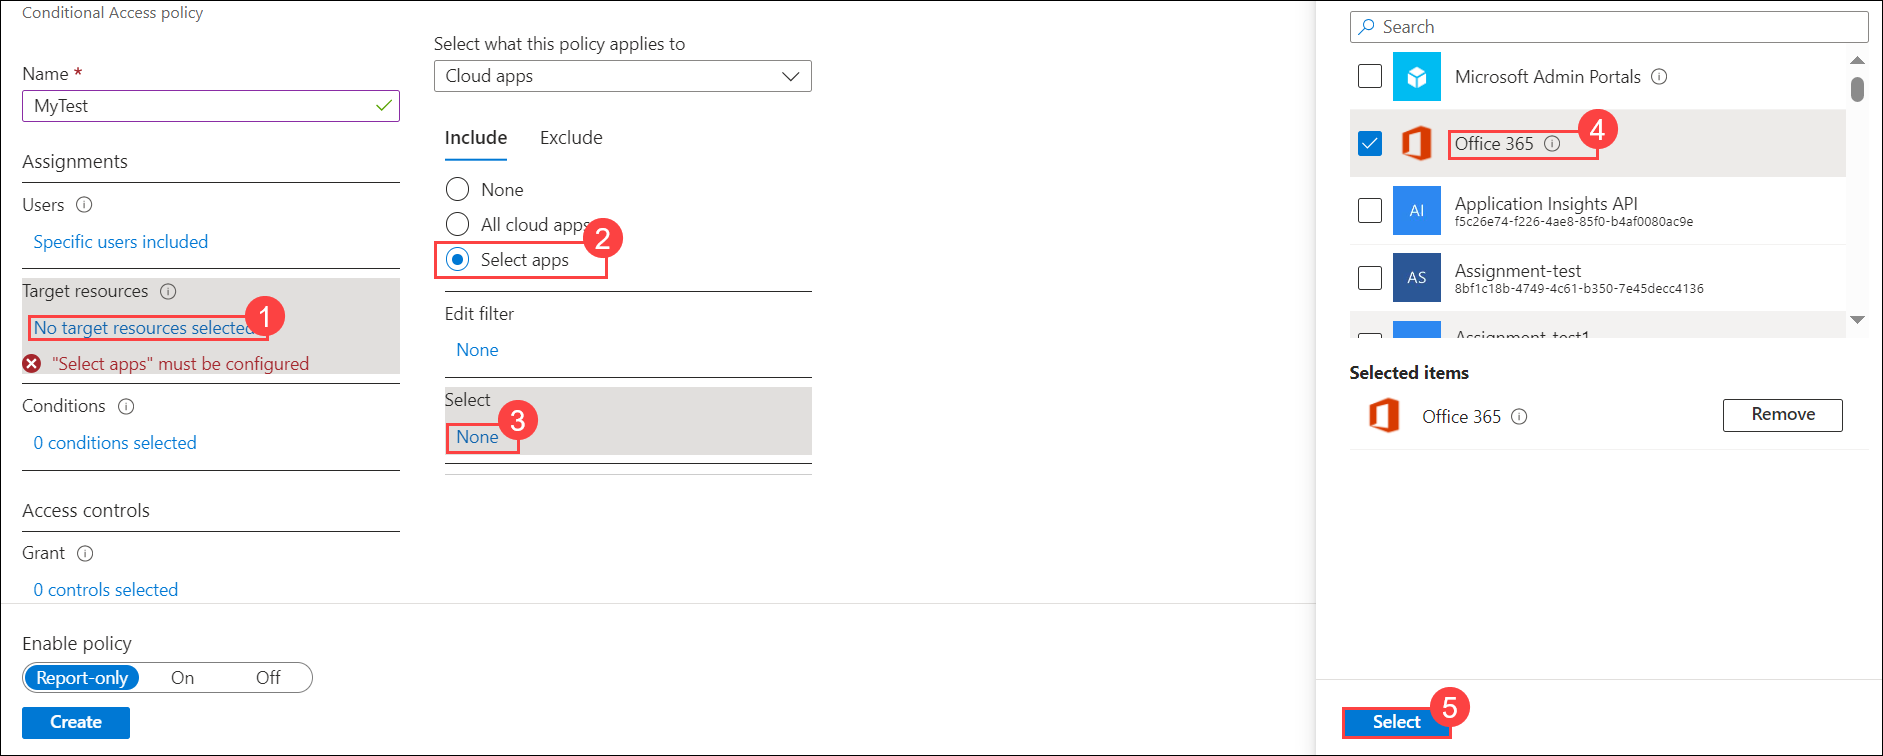 Conditional Access policy
Name *
MyTest
Assignments
Users
Specific users included
Target resources
No target resources selected
1
"Select apps" must be configured
Conditions
0 conditions selected
Access controls
Grant
0 controls selected
Enable policy
Report-only On Off
Create
Select what this policy applies to
Cloud apps
Include Exclude
None
All cloud apps
2
Select apps
Edit filter
None
Select
3
None
Search
Microsoft Admin Portals
4
Office 365
AI
Application Insights API
f5c26e74-f226-4ae8-85f0-b4af0080ac9e
AS
Assignment-test
8bf1c18b-4749-4c61-b350-7e45decc4136
Assignment-test1
Selected items
Office 365
Remove
Select
5